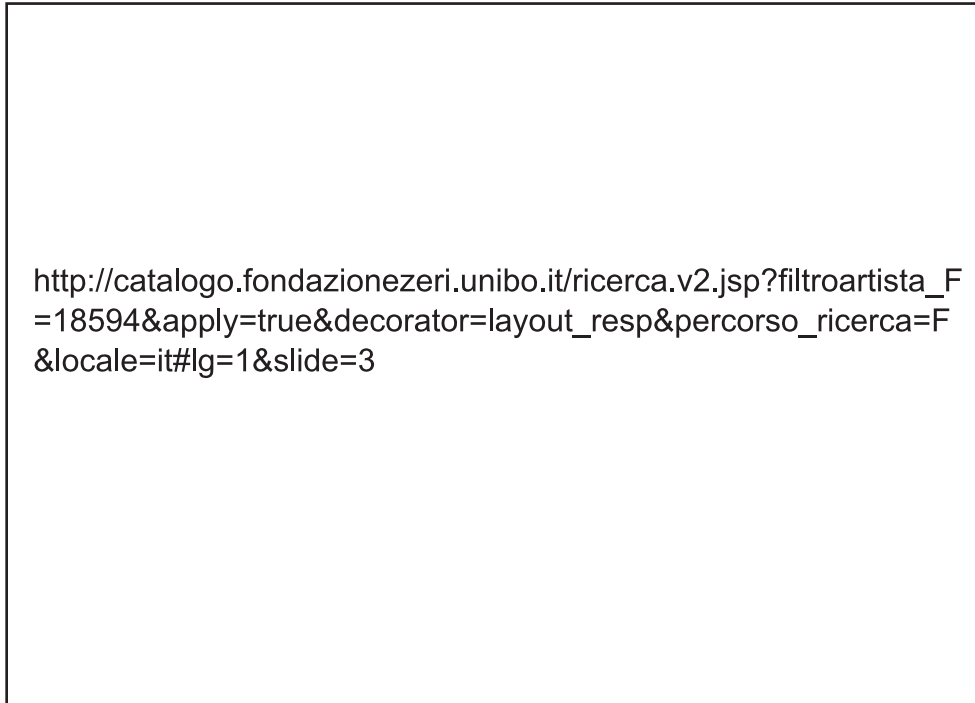 http://catalogo.fondazionezeri.unibo.it/ricerca.v2.jsp?filtroartista_F
=18594&apply=true&decorator=layout_resp&percorso_ricerca=F
&locale=it#lg=1&slide=3